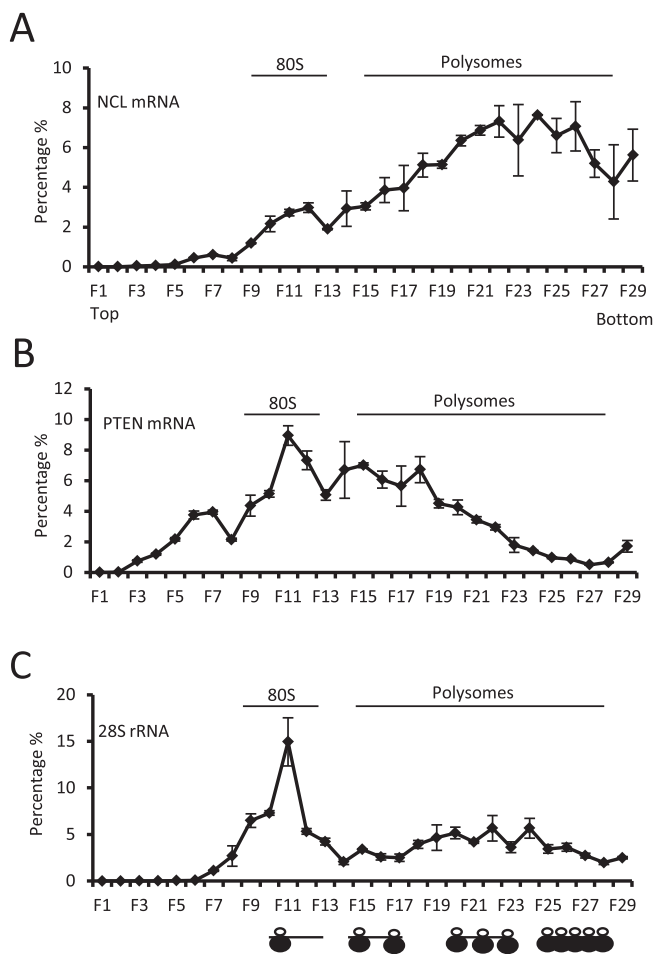 A
80S Polysomes
10
NCL mRNA
8
6
4
2
0
Percentage %
F1 F3 F5 F7 F9 F11 F13 F15 F17 F19 F21 F23 F25 F27 F29
Top Bottom
B
80S Polysomes
12
PTEN mRNA
10
8
6
4
2
0
Percentage %
F1 F3 F5 F7 F9 F11 F13 F15 F17 F19 F21 F23 F25 F27 F29
C
80S Polysomes
20
28S rRNA
15
10
5
0
Percentage %
F1 F3 F5 F7 F9 F11 F13 F15 F17 F19 F21 F23 F25 F27 F29